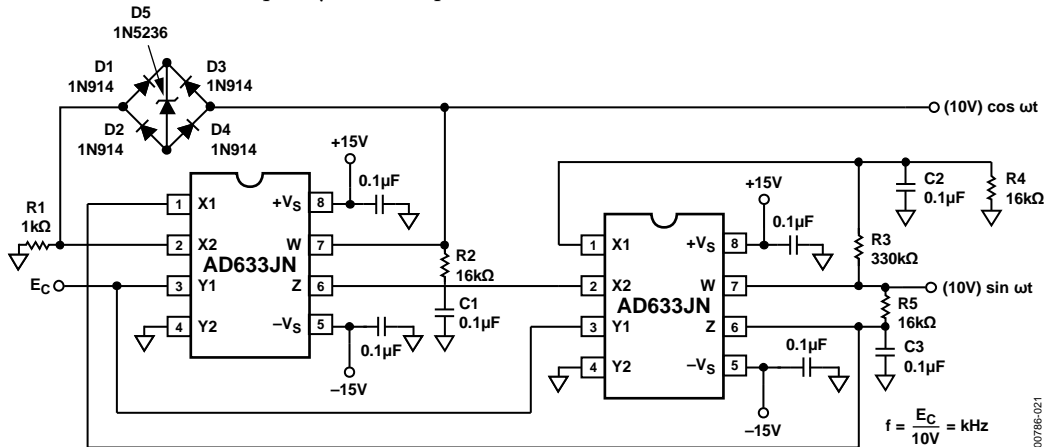 D5
1N5236
D1
1N914
D3
1N914
D2
1N914
D4
1N914
(10V) cos ωt
+15V
0.1µF
R1
1kΩ
EC
1 X1
2 X2
3 Y1
4 Y2
+VS 8
W 7
Z 6
–VS 5
AD633JN
R2
16kΩ
C1
0.1µF
0.1µF
–15V
+15V
0.1µF
C2
0.1µF
R4
16kΩ
R3
330kΩ
1 X1
2 X2
3 Y1
4 Y2
+VS 8
W 7
Z 6
–VS 5
AD633JN
(10V) sin ωt
R5
16kΩ
C3
0.1µF
0.1µF
–15V
f = EC/10V = kHz
00786-021